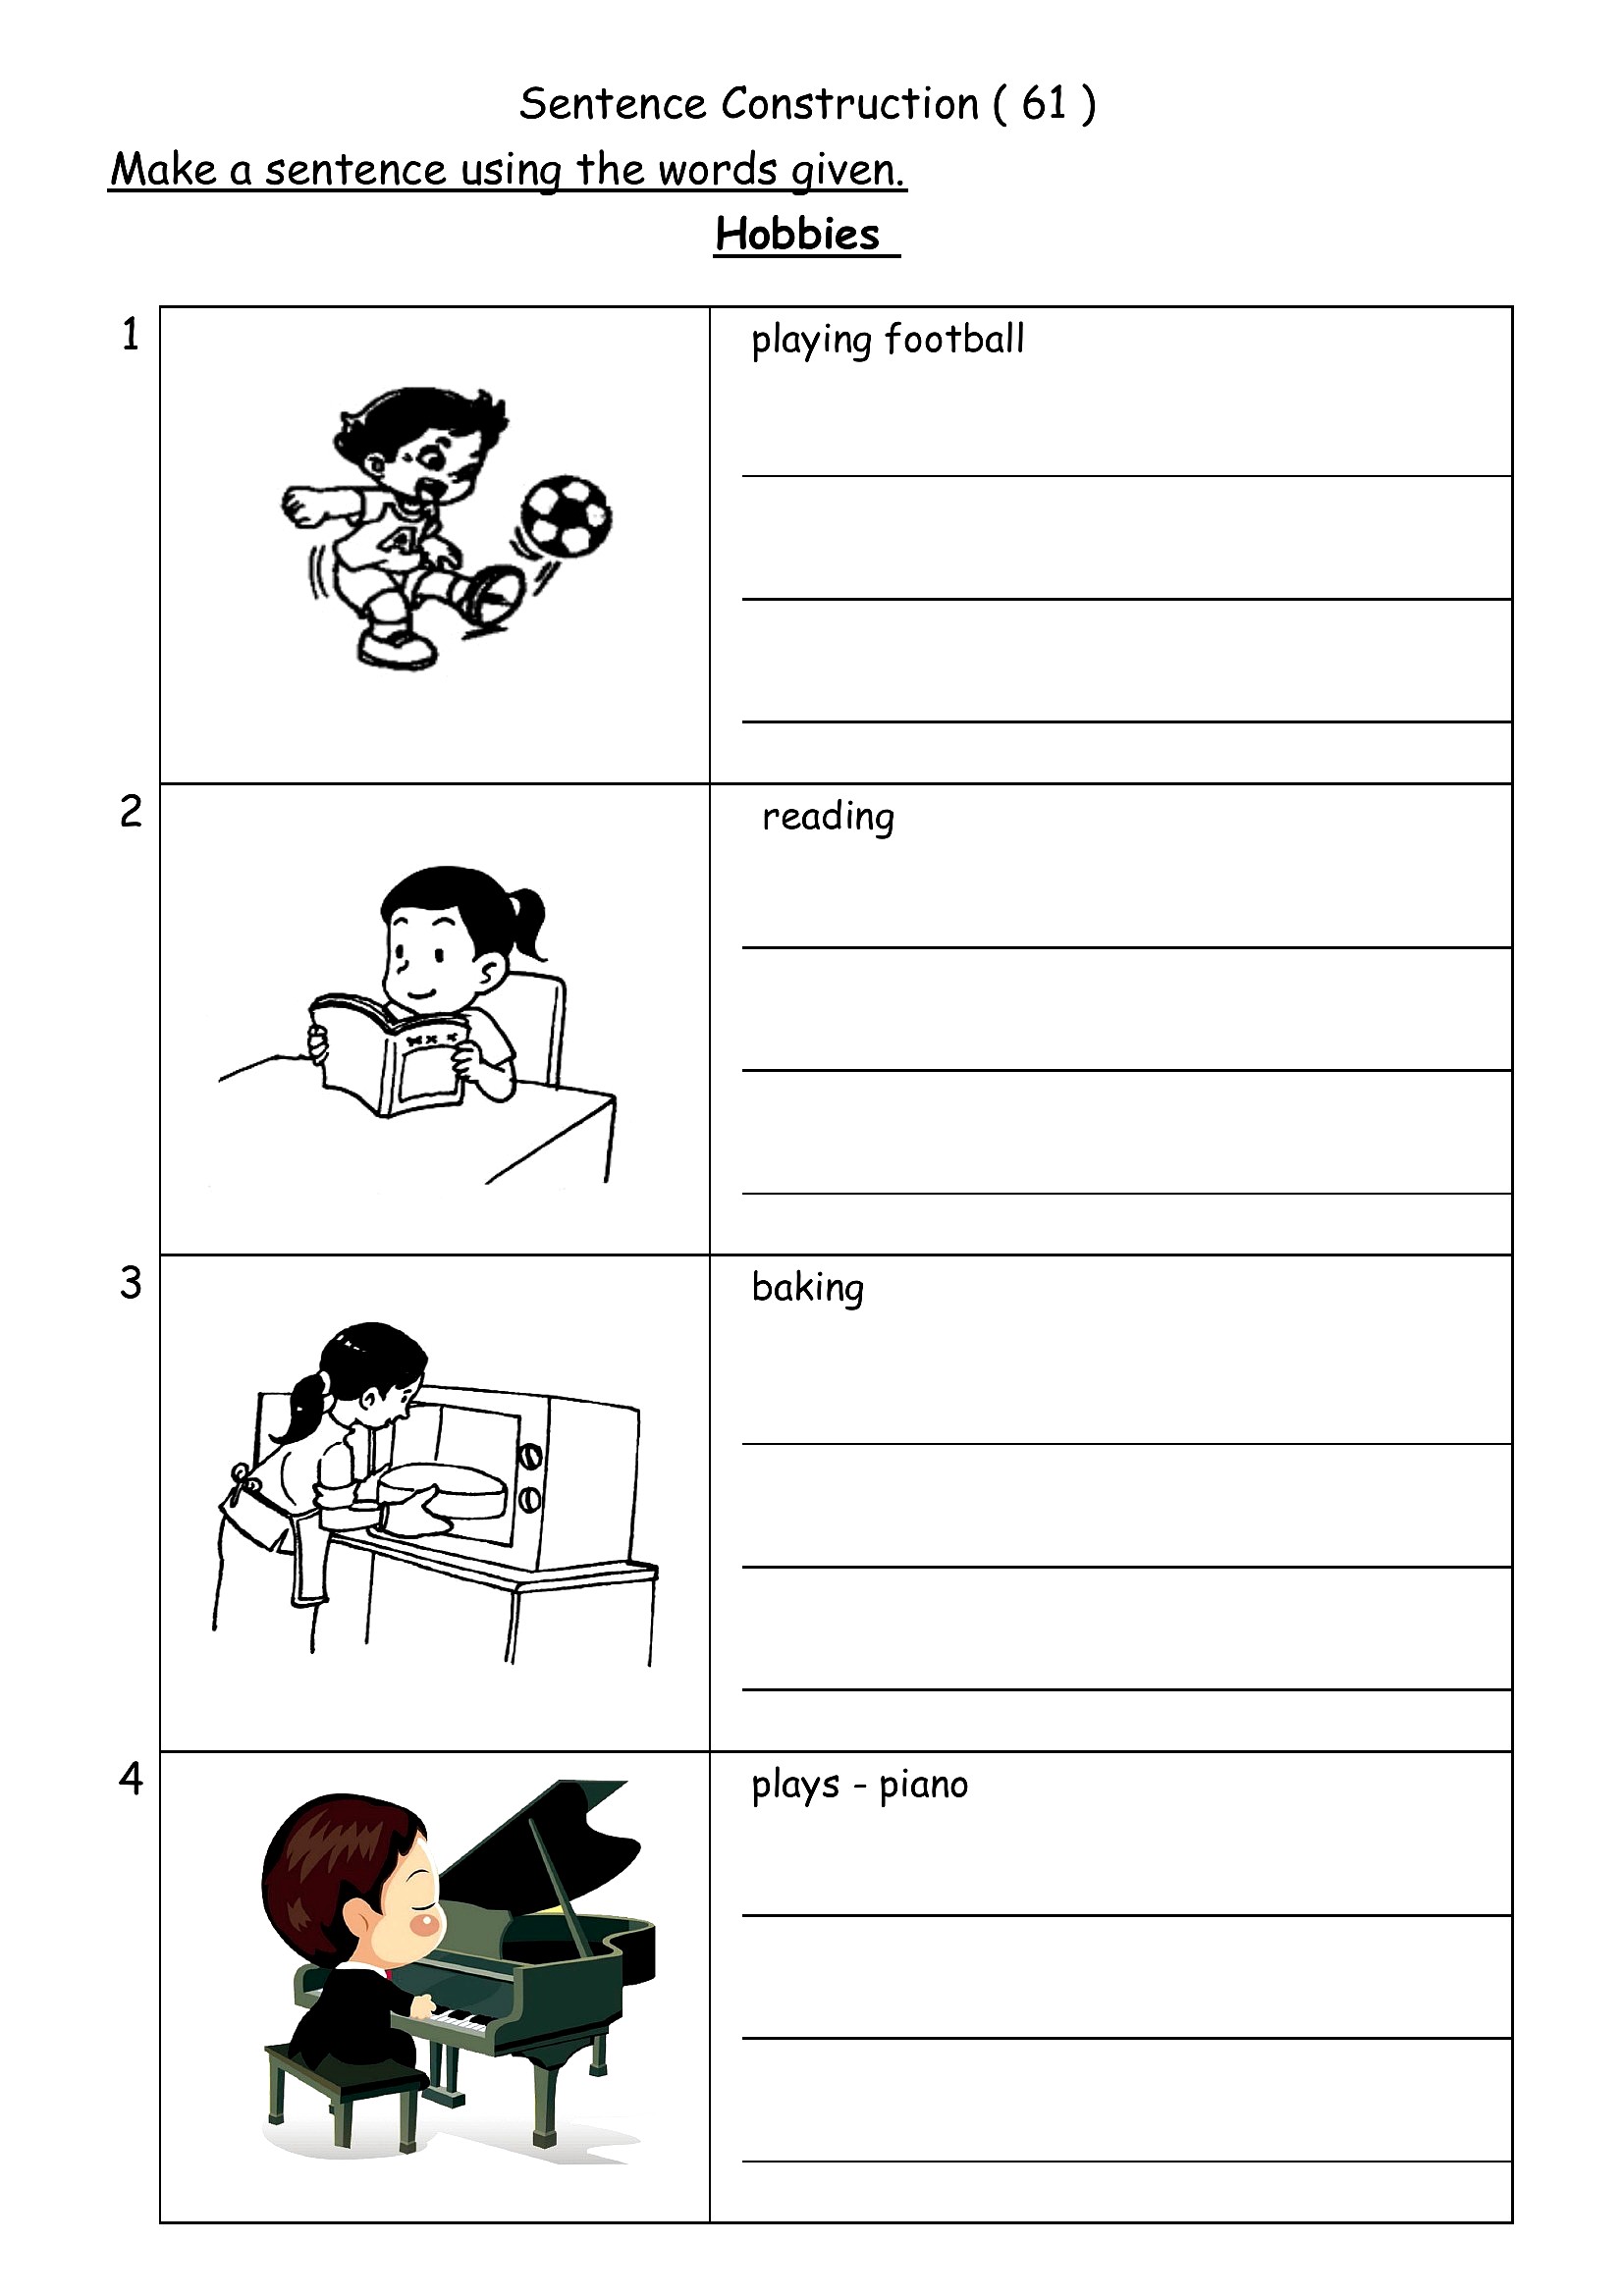 Sentence Construction ( 61 )
Make a sentence using the words given.
Hobbies
1
playing football
A
2
reading
3
baking
4
plays - piano